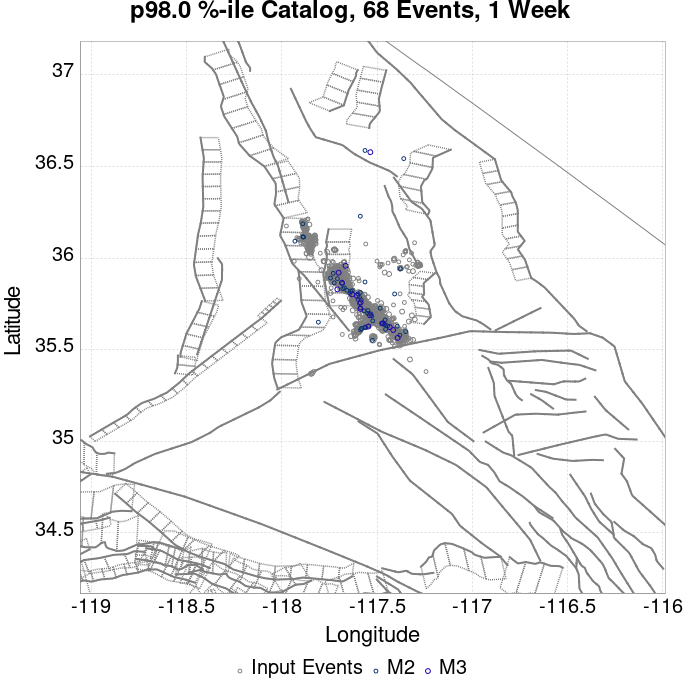 p98.0 %-ile Catalog, 68 Events, 1 Week
37
36.5
36
35.5
35
34.5
Latitude
-119
-118.5
-118
-117.5
-117
-116.5
-116
Longitude
Input Events
M2
M3